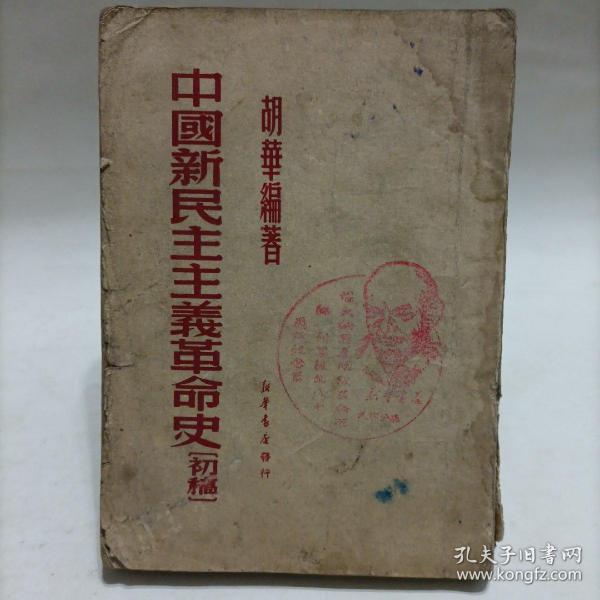 中國新民主主義革命史
〔初稿〕
胡華編著
新華書店發行
孔夫子旧书网
www.kongfz.com